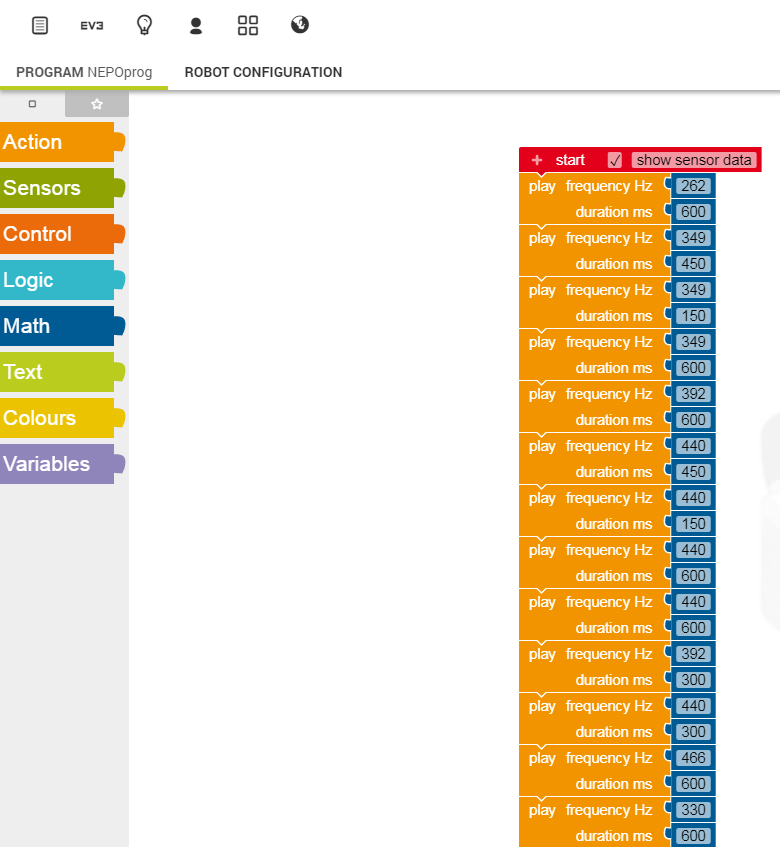 EV3
PROGRAM NEPOprog ROBOT CONFIGURATION
Action
Sensors
Control
Logic
Math
Text
Colours
Variables
+ start ✓ show sensor data
play frequency Hz 262
duration ms 600
play frequency Hz 349
duration ms 450
play frequency Hz 349
duration ms 150
play frequency Hz 349
duration ms 600
play frequency Hz 392
duration ms 600
play frequency Hz 440
duration ms 450
play frequency Hz 440
duration ms 150
play frequency Hz 440
duration ms 600
play frequency Hz 440
duration ms 600
play frequency Hz 392
duration ms 300
play frequency Hz 440
duration ms 300
play frequency Hz 466
duration ms 600
play frequency Hz 330
duration ms 600